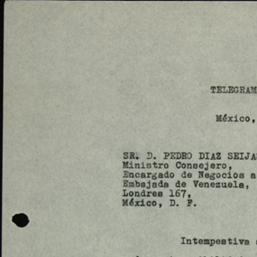 TELEGRAM
México,
SR. D. PEDRO DIAZ SEIJA
Ministro Consejero,
Encargado de Negocios a
Embajada de Venezuela,
Londres 167,
México, D. F.
Intempestiva